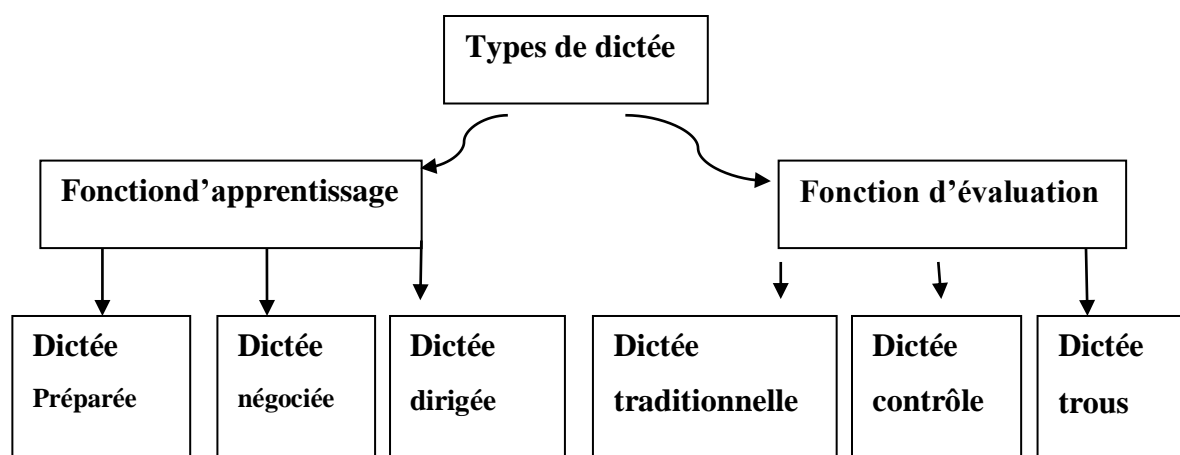 Types de dictée
Fonctiond’apprentissage
Fonction d’évaluation
Dictée
Préparée
Dictée
négociée
Dictée
dirigée
Dictée
traditionnelle
Dictée
contrôle
Dictée
trous